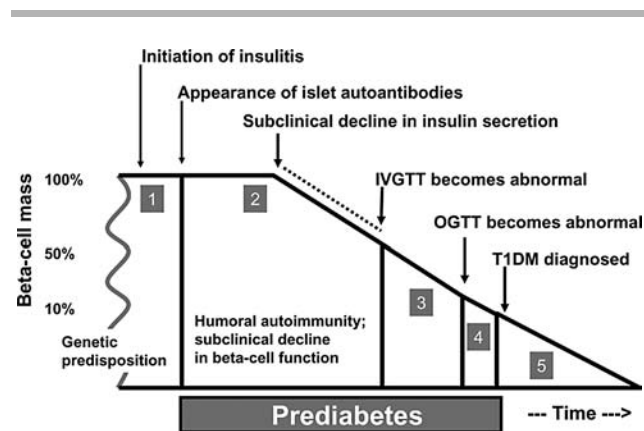 Initiation of insulitis
Appearance of islet autoantibodies
Subclinical decline in insulin secretion
IVGTT becomes abnormal
OGTT becomes abnormal
T1DM diagnosed
Beta-cell mass
100%
50%
10%
1
2
3
4
5
Genetic
predisposition
Humoral autoimmunity;
subclinical decline
in beta-cell function
Prediabetes
--- Time --->